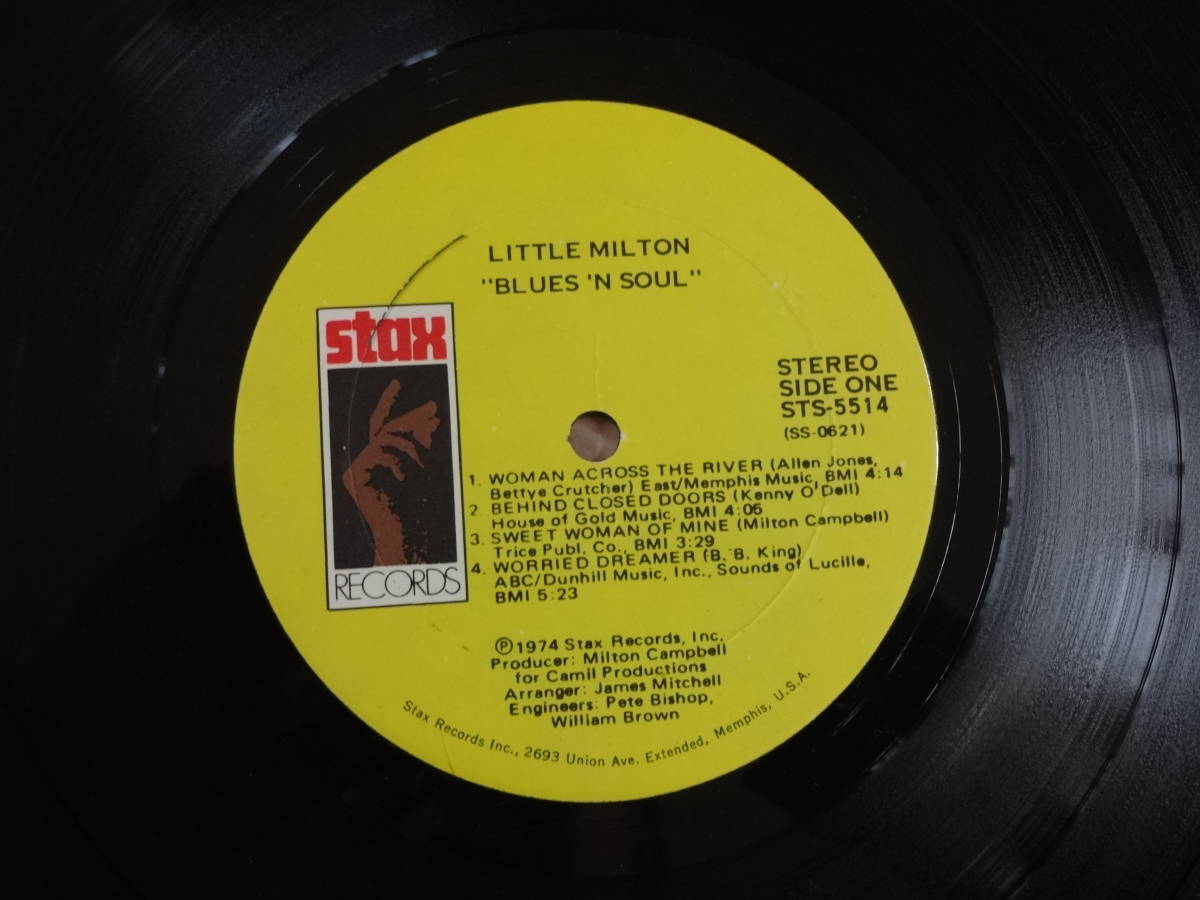 LITTLE MILTON
"BLUES 'N SOUL"
stax
RECORDS
STEREO
SIDE ONE
STS-5514
(SS-0621)
1. WOMAN ACROSS THE RIVER (Allen Jones,
Bettye Crutcher) East/Memphis Music, BMI 4:14
2. BEHIND CLOSED DOORS (Kenny O'Dell)
House of Gold Music, BMI 4:05
3. SWEET WOMAN OF MINE (Milton Campbell)
Trice Publ. Co., BMI 3:29
4. WORRIED DREAMER (B. B. King)
ABC/Dunhill Music, Inc., Sounds of Lucille,
BMI 5:23
℗1974 Stax Records, Inc.
Producer: Milton Campbell
for Camil Productions
Arranger: James Mitchell
Engineers: Pete Bishop,
William Brown
Stax Records Inc., 2693 Union Ave. Extended, Memphis, U.S.A.